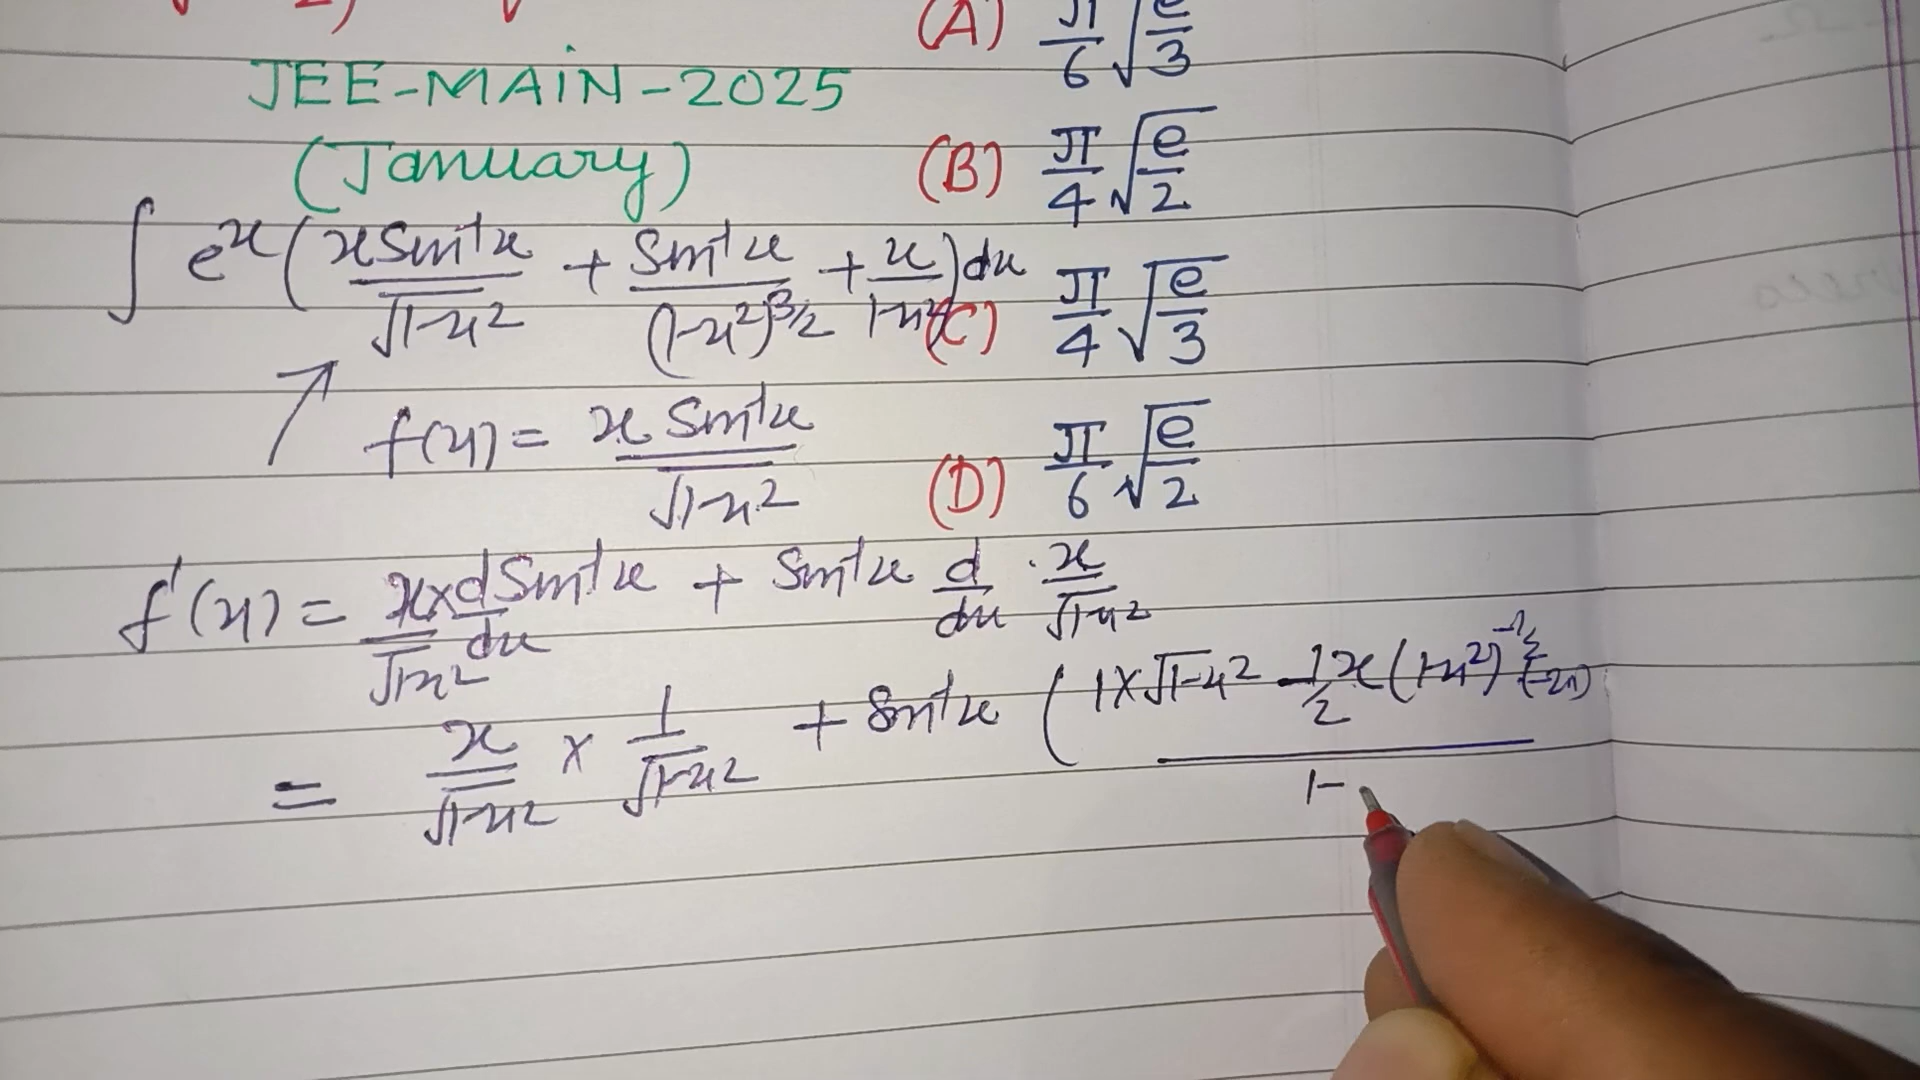 (A) π/6 √(e/3)
JEE-MAIN-2025
(January)
(B) π/4 √(e/2)
∫ e^x ( x Sin⁻¹x / √(1-x²) + Sin⁻¹x / (1-x²)^(3/2) + x / 1-x² ) dx
(C) π/4 √(e/3)
f(x) = x Sin⁻¹x / √(1-x²)
(D) π/6 √(e/2)
f'(x) = x / √(1-x²) × d/dx Sin⁻¹x + Sin⁻¹x d/dx · x / √(1-x²)
= x / √(1-x²) × 1 / √(1-x²) + Sin⁻¹x ( 1×√(1-x²) - 1/2 x (1-x²)^(-1/2) (-2x) / 1-